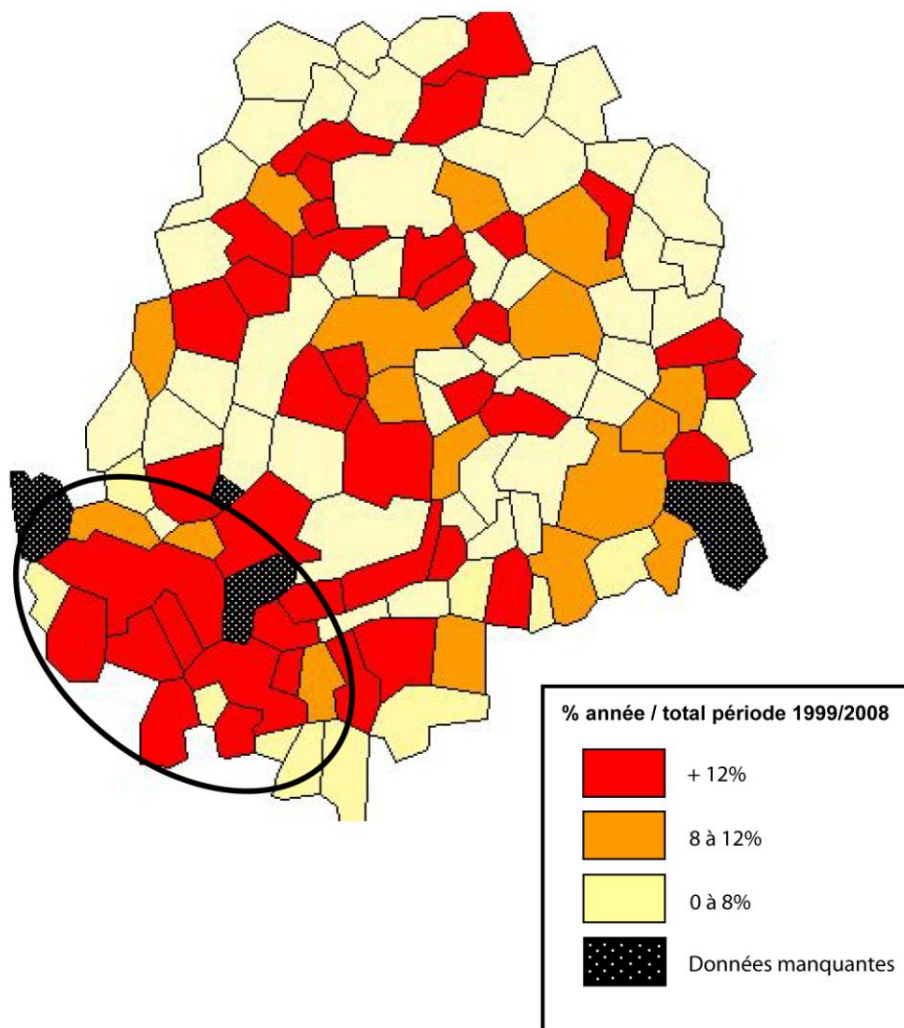 % année / total période 1999/2008
+ 12%
8 à 12%
0 à 8%
Données manquantes